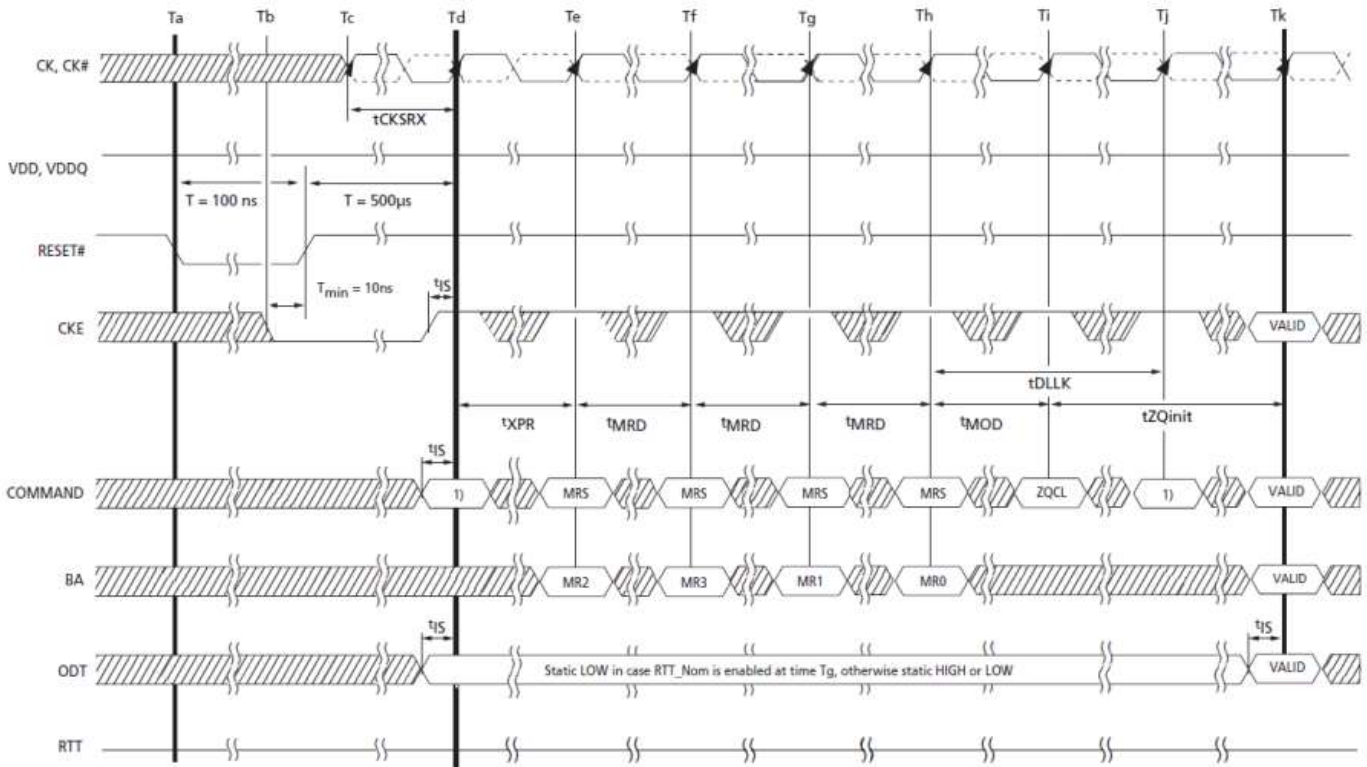 Ta Tb Tc Td Te Tf Tg Th Ti Tj Tk
CK, CK#
tCKSRX
VDD, VDDQ
T = 100 ns T = 500µs
RESET#
Tmin = 10ns tIS
CKE VALID
tDLLK
tXPR tMRD tMRD tMRD tMOD tZQinit
tIS
COMMAND 1) MRS MRS MRS MRS ZQCL 1) VALID
BA MR2 MR3 MR1 MR0 VALID
tIS tIS
ODT Static LOW in case RTT_Nom is enabled at time Tg, otherwise static HIGH or LOW VALID
RTT